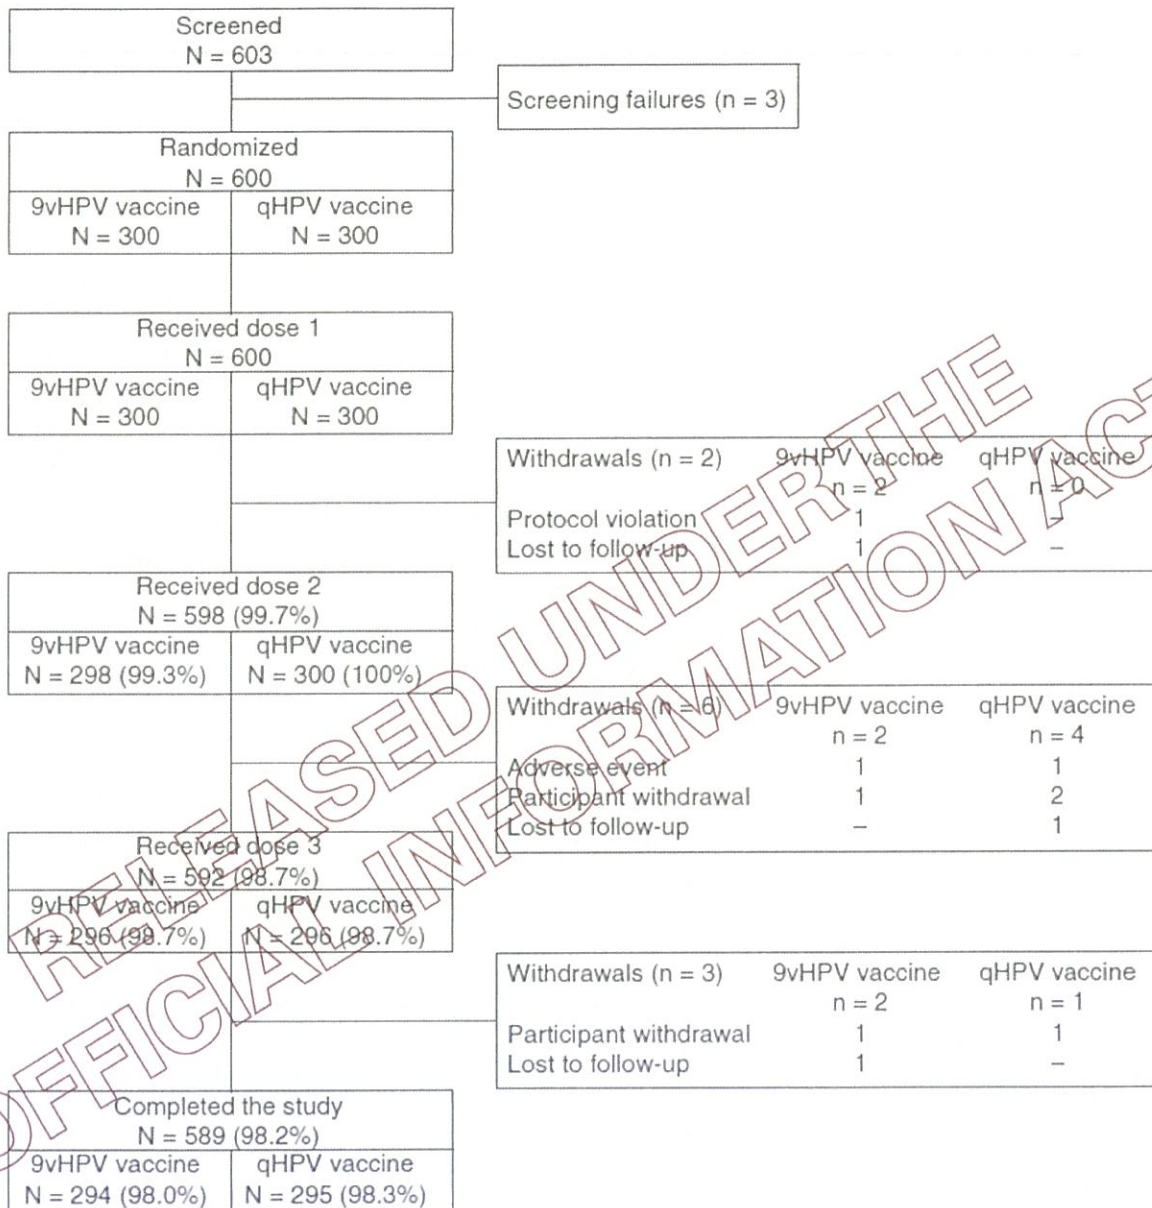 Screened
N = 603
Screening failures (n = 3)
Randomized
N = 600
9vHPV vaccine qHPV vaccine
N = 300 N = 300
Received dose 1
N = 600
9vHPV vaccine qHPV vaccine
N = 300 N = 300
Withdrawals (n = 2) 9vHPV vaccine qHPV vaccine
n = 2 n = 0
Protocol violation 1 –
Lost to follow-up 1 –
Received dose 2
N = 598 (99.7%)
9vHPV vaccine qHPV vaccine
N = 298 (99.3%) N = 300 (100%)
Withdrawals (n = 6) 9vHPV vaccine qHPV vaccine
n = 2 n = 4
Adverse event 1 1
Participant withdrawal 1 2
Lost to follow-up – 1
Received dose 3
N = 592 (98.7%)
9vHPV vaccine qHPV vaccine
N = 296 (98.7%) N = 296 (98.7%)
Withdrawals (n = 3) 9vHPV vaccine qHPV vaccine
n = 2 n = 1
Participant withdrawal 1 1
Lost to follow-up 1 –
Completed the study
N = 589 (98.2%)
9vHPV vaccine qHPV vaccine
N = 294 (98.0%) N = 295 (98.3%)
RELEASED UNDER THE
OFFICIAL INFORMATION ACT